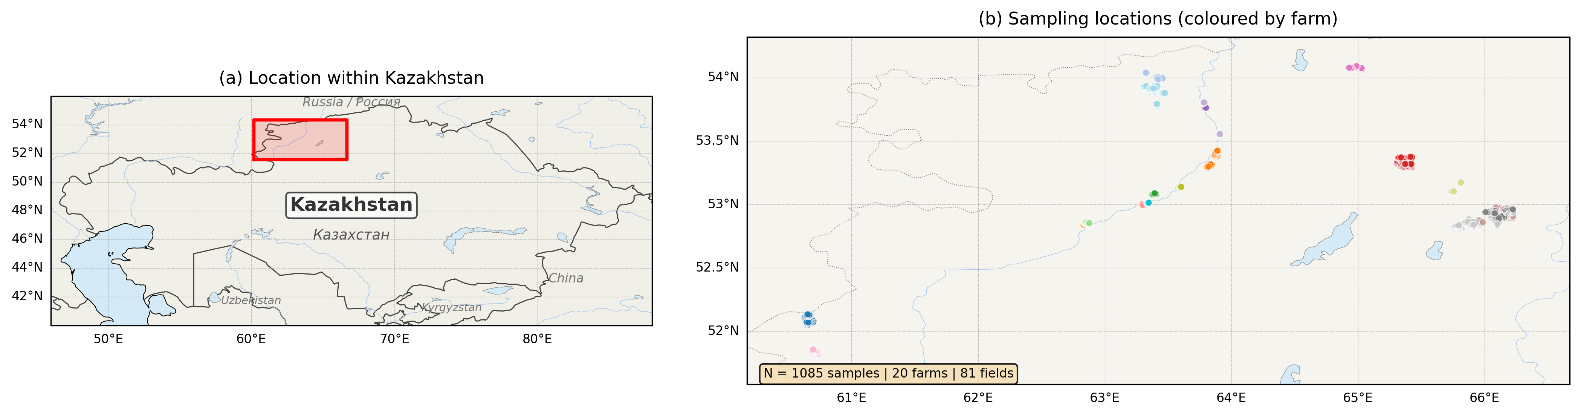 (a) Location within Kazakhstan
Russia / Россия
54°N
52°N
50°N
48°N
46°N
44°N
42°N
Kazakhstan
Казахстан
China
Uzbekistan
Kyrgyzstan
50°E
60°E
70°E
80°E
(b) Sampling locations (coloured by farm)
54°N
53.5°N
53°N
52.5°N
52°N
N = 1085 samples | 20 farms | 81 fields
61°E
62°E
63°E
64°E
65°E
66°E